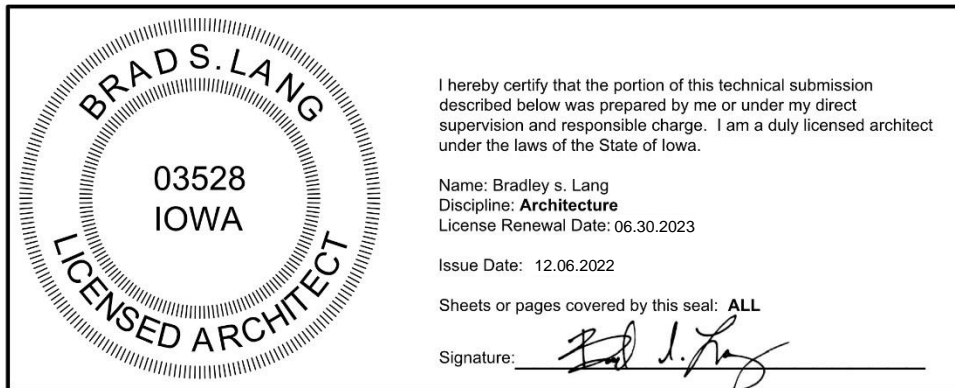 BRAD S. LANG
03528
IOWA
LICENSED ARCHITECT
I hereby certify that the portion of this technical submission
described below was prepared by me or under my direct
supervision and responsible charge. I am a duly licensed architect
under the laws of the State of Iowa.
Name: Bradley s. Lang
Discipline: Architecture
License Renewal Date: 06.30.2023
Issue Date: 12.06.2022
Sheets or pages covered by this seal: ALL
Signature: Brad S. Lang